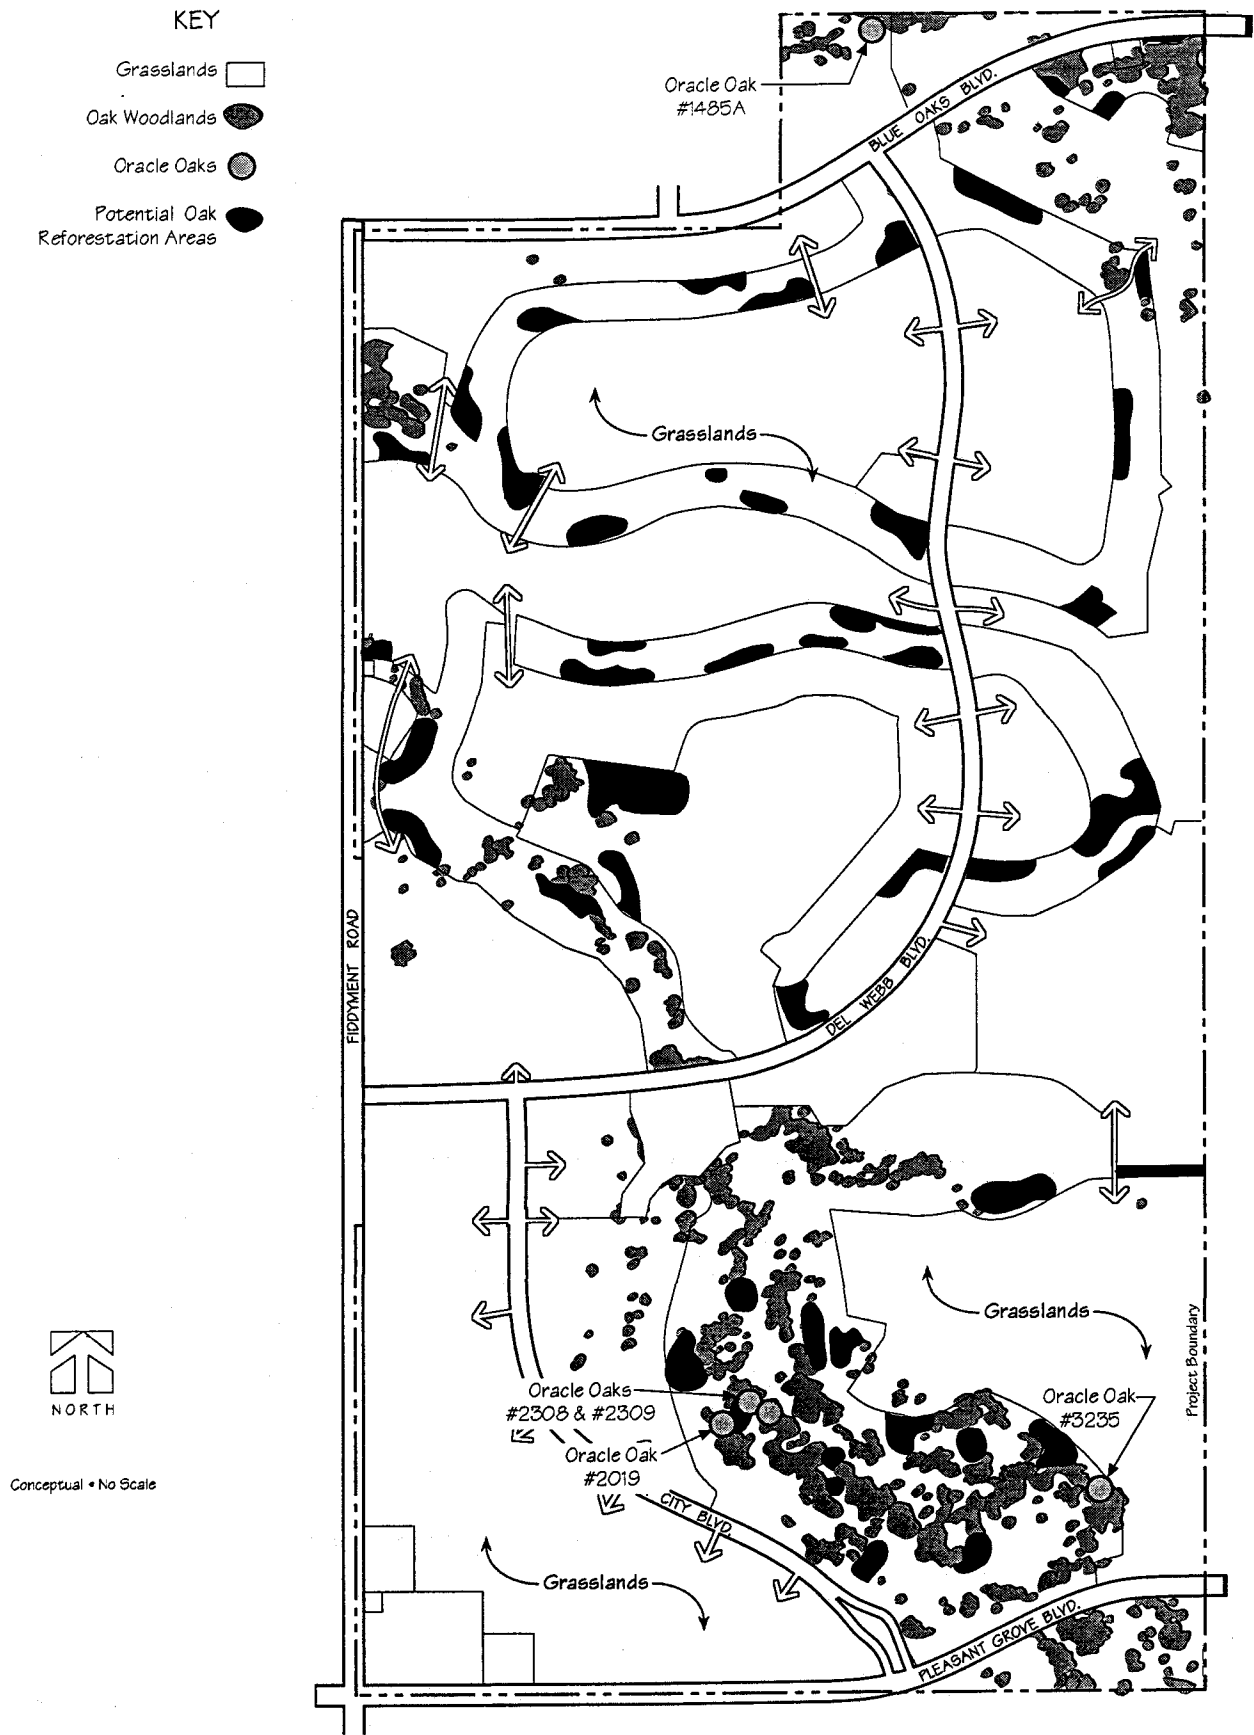 KEY
Grasslands
Oak Woodlands
Oracle Oaks
Potential Oak
Reforestation Areas
Oracle Oak
#1485A
BLUE OAKS BLVD.
Grasslands
FIDDYMENT ROAD
DEL WEBB BLVD.
Grasslands
Project Boundary
Oracle Oaks
#2308 & #2309
Oracle Oak
#2019
Oracle Oak
#3235
NORTH
Conceptual • No Scale
CITY BLVD.
Grasslands
PLEASANT GROVE BLVD.